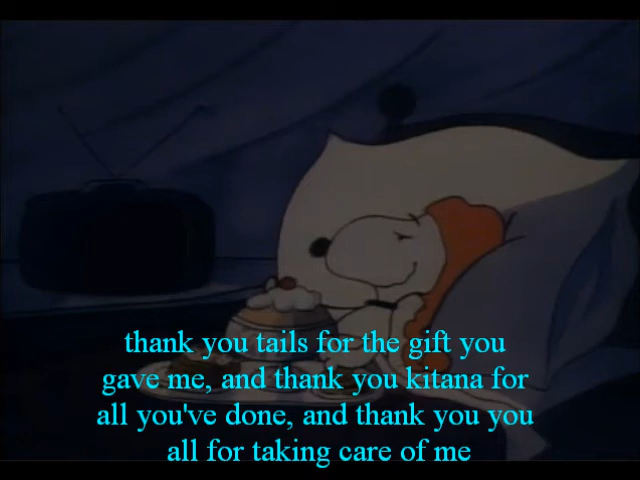 thank you tails for the gift you
gave me, and thank you kitana for
all you've done, and thank you you
all for taking care of me